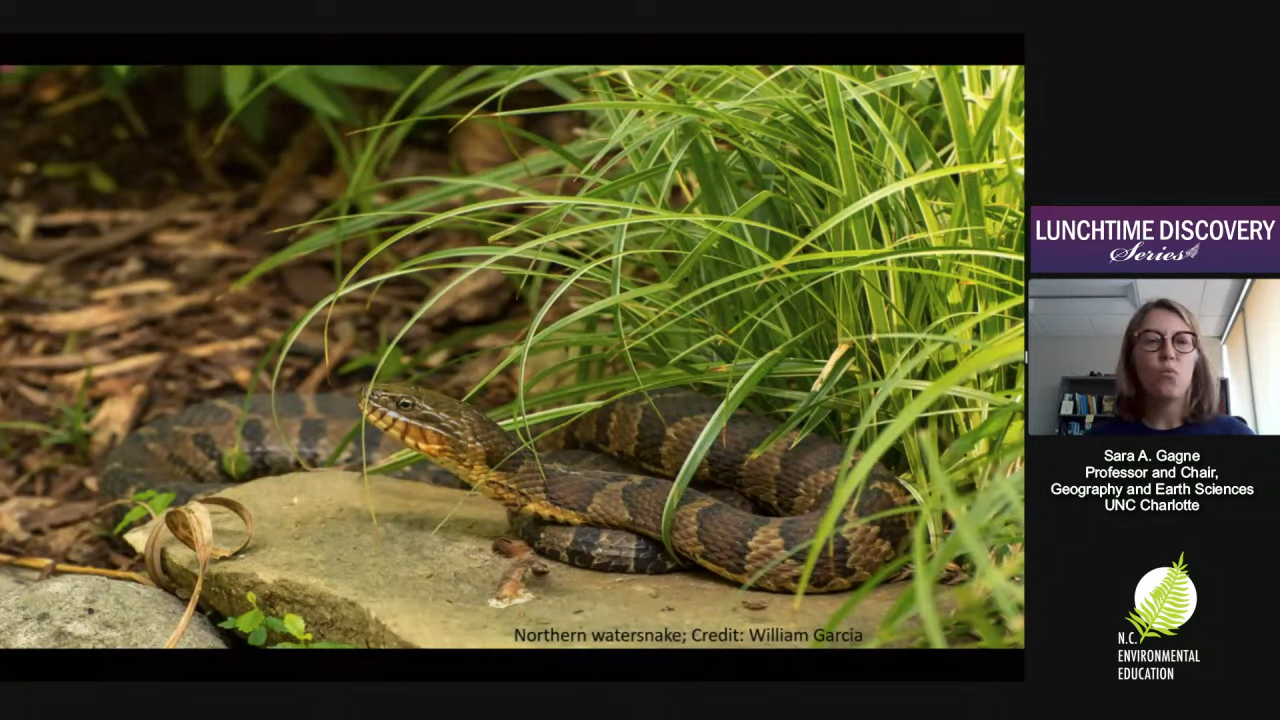 Northern watersnake; Credit: William Garcia
LUNCHTIME DISCOVERY
Series
Sara A. Gagne
Professor and Chair,
Geography and Earth Sciences
UNC Charlotte
N.C.
ENVIRONMENTAL
EDUCATION